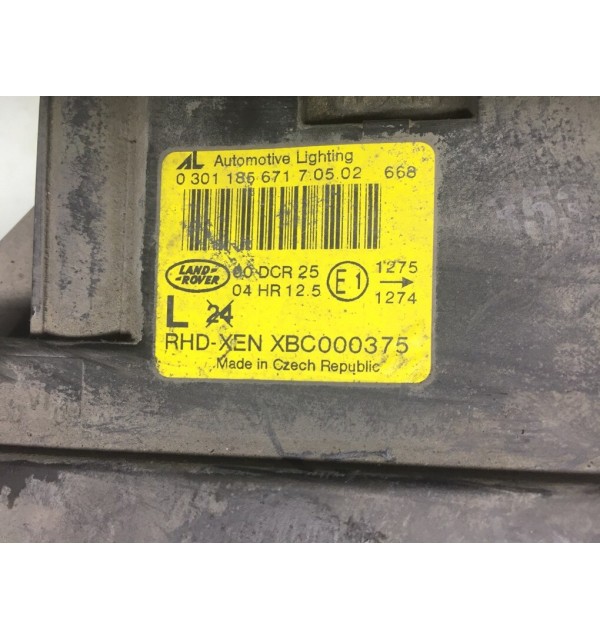 AL Automotive Lighting
0 301 186 671 7.05.02 668
LAND-
ROVER
00 DCR 25
04 HR 12.5
E1
1275
→
1274
L 24
RHD-XEN XBC000375
Made in Czech Republic